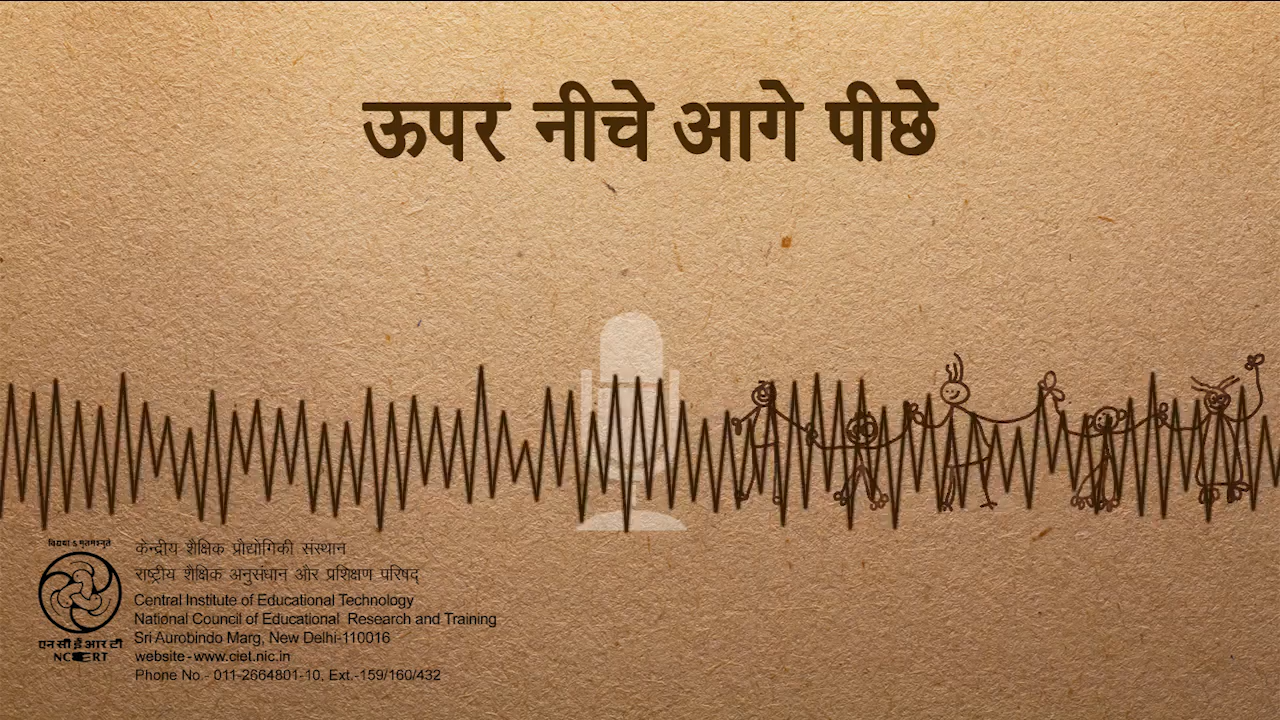 ऊपर नीचे आगे पीछे
विद्यया ऽ मृतमश्नुते
एन सी ई आर टी
NCERT
केन्द्रीय शैक्षिक प्रौद्योगिकी संस्थान
राष्ट्रीय शैक्षिक अनुसंधान और प्रशिक्षण परिषद्
Central Institute of Educational Technology
National Council of Educational Research and Training
Sri Aurobindo Marg, New Delhi-110016
website - www.ciet.nic.in
Phone No.- 011-2664801-10, Ext.-159/160/432